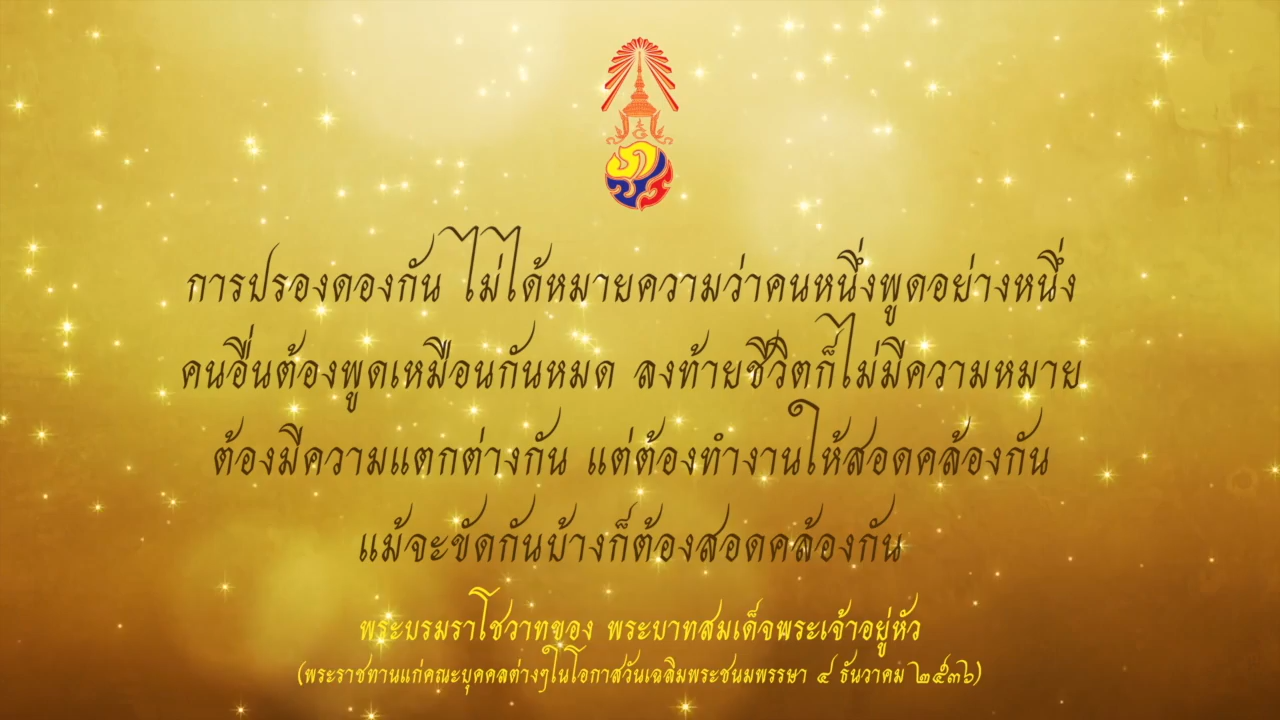 การปรองดองกัน ไม่ได้หมายความว่าคนหนึ่งพูดอย่างหนึ่ง
คนอื่นต้องพูดเหมือนกันหมด ลงท้ายชีวิตก็ไม่มีความหมาย
ต้องมีความแตกต่างกัน แต่ต้องทำงานให้สอดคล้องกัน
แม้จะขัดกันบ้างก็ต้องสอดคล้องกัน
พระบรมราโชวาทของ พระบาทสมเด็จพระเจ้าอยู่หัว
(พระราชทานแก่คณะบุคคลต่างๆในโอกาสวันเฉลิมพระชนมพรรษา ๔ ธันวาคม ๒๕๓๖)